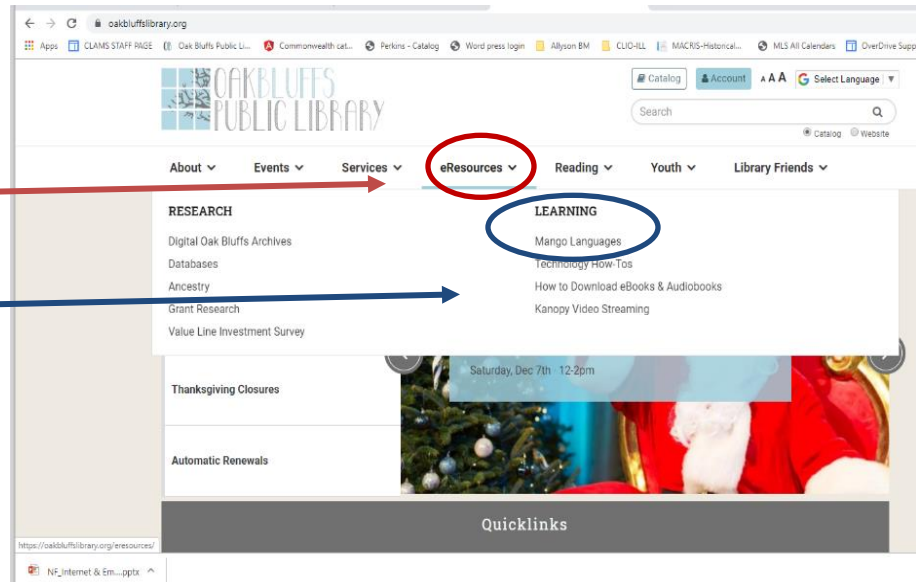 oakbluffslibrary.org
Apps CLAMS STAFF PAGE Oak Bluffs Public Li... Commonwealth cat... Perkins - Catalog Word press login Allyson BM CLIO-ILL MACRIS-Historical... MLS All Calendars OverDrive Supp
OAKBLUFFS
PUBLIC LIBRARY
Catalog Account A A A G Select Language ▼
Search
Catalog Website
About Events Services eResources Reading Youth Library Friends
RESEARCH
Digital Oak Bluffs Archives
Databases
Ancestry
Grant Research
Value Line Investment Survey
LEARNING
Mango Languages
Technology How-Tos
How to Download eBooks & Audiobooks
Kanopy Video Streaming
Saturday, Dec 7th 12-2pm
Thanksgiving Closures
Automatic Renewals
Quicklinks
https://oakbluffslibrary.org/eresources/
NF_Internet & Em....pptx